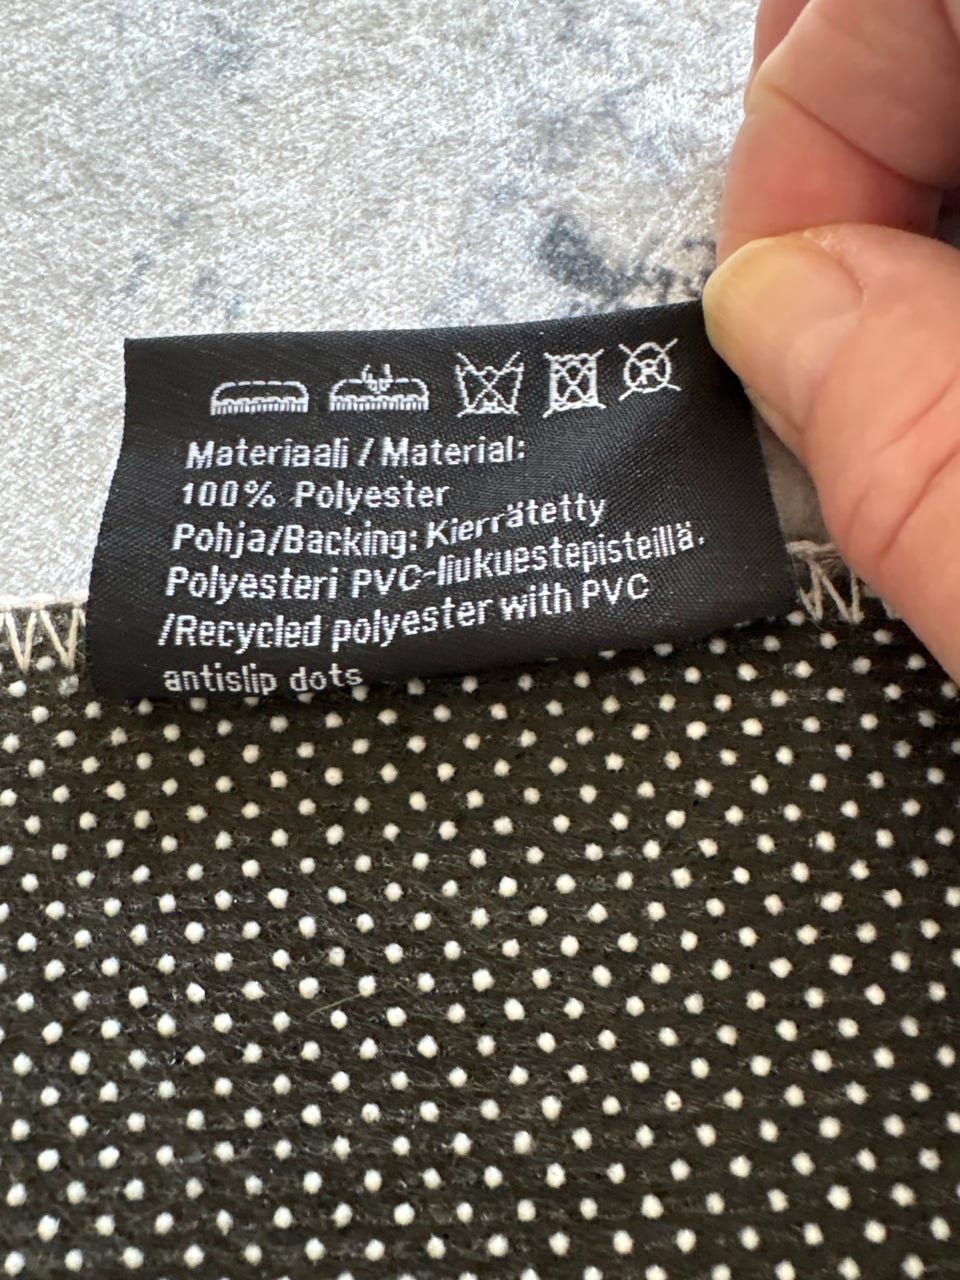 Materiaali / Material:
100% Polyester
Pohja/Backing: Kierrätetty
Polyesteri PVC-liukuestepisteillä.
/Recycled polyester with PVC
antislip dots